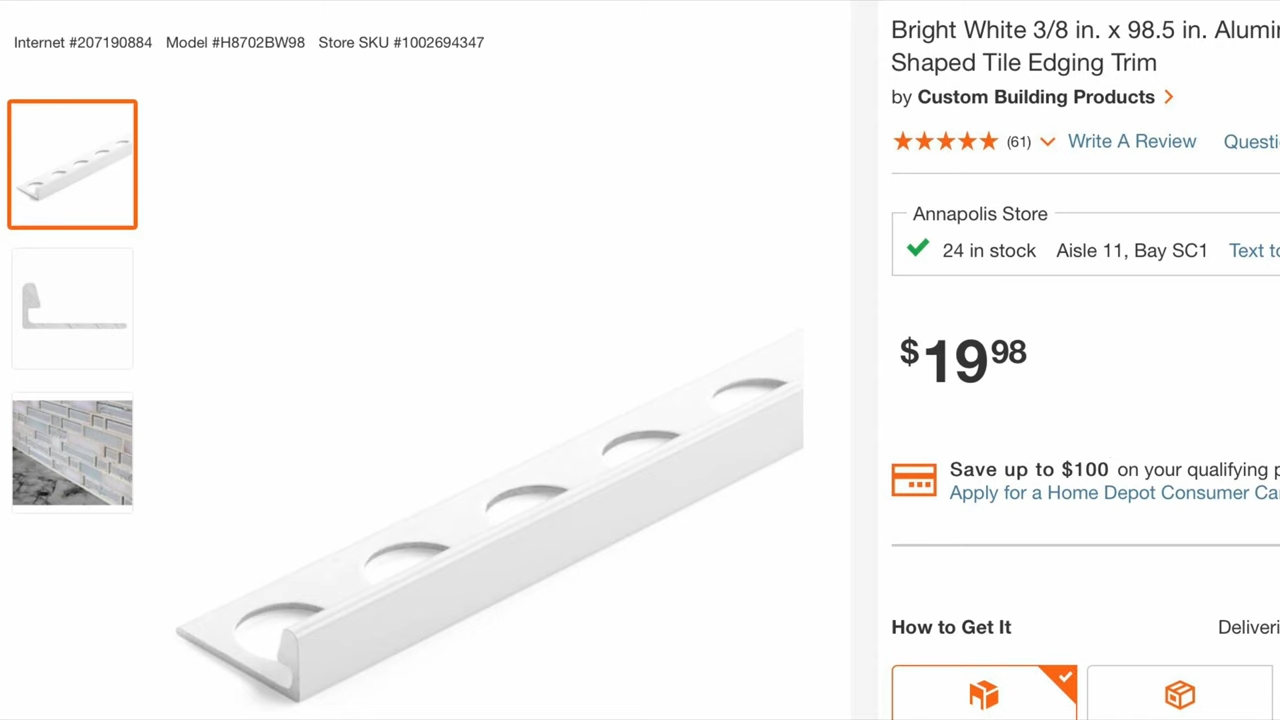 Internet #207190884 Model #H8702BW98 Store SKU #1002694347
Bright White 3/8 in. x 98.5 in.
Shaped Tile Edging Trim
by Custom Building Products
(61) Write A Review
Annapolis Store
24 in stock Aisle 11, Bay SC1 Text
$19 98
Save up to $100 on your qualifying
Apply for a Home Depot Consumer
How to Get It